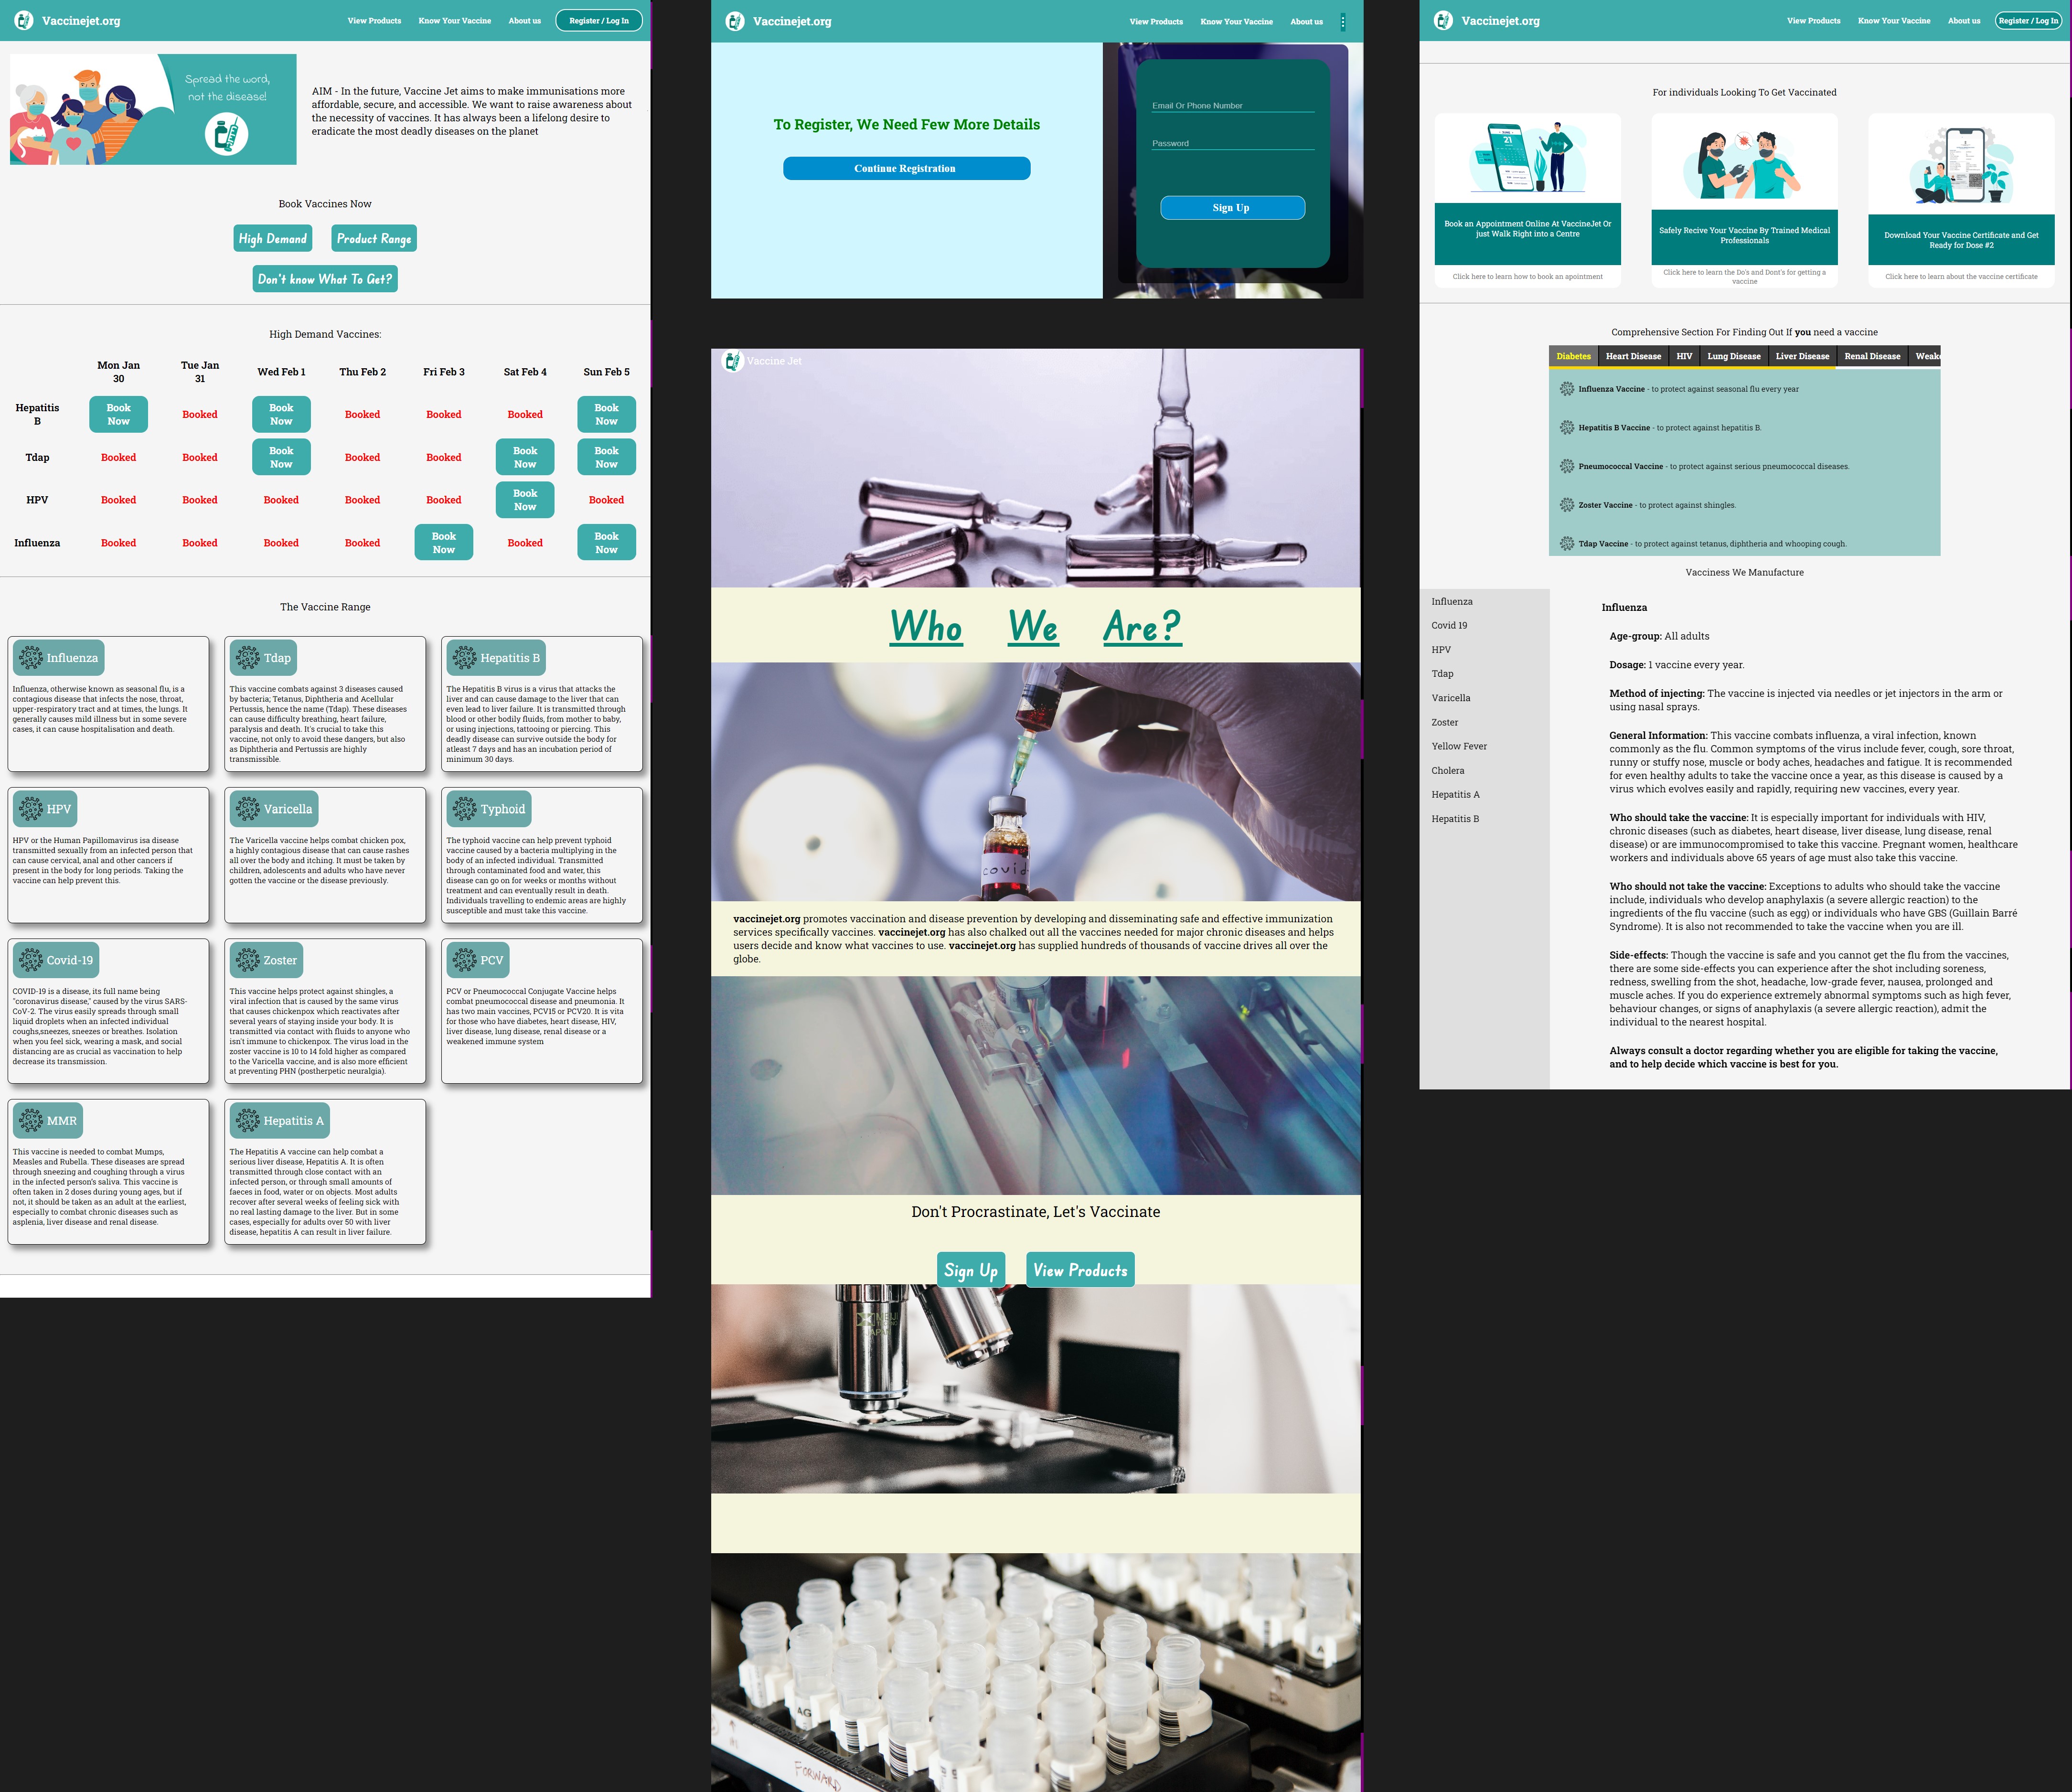 Vaccinejet.org
View Products Know Your Vaccine About us Register / Log In
Spread the word,
not the disease!
AIM - In the future, Vaccine Jet aims to make immunisations more
affordable, secure, and accessible. We want to raise awareness about
the necessity of vaccines. It has always been a lifelong desire to
eradicate the most deadly diseases on the planet
Book Vaccines Now
High Demand Product Range
Don't know What To Get?
High Demand Vaccines:
Mon Jan 30 Tue Jan 31 Wed Feb 1 Thu Feb 2 Fri Feb 3 Sat Feb 4 Sun Feb 5
Hepatitis B Book Now Booked Book Now Booked Booked Booked Book Now
Tdap Booked Booked Book Now Booked Booked Book Now Book Now
HPV Booked Booked Booked Booked Booked Book Now Booked
Influenza Booked Booked Booked Booked Book Now Booked Book Now
The Vaccine Range
Influenza
Influenza, otherwise known as seasonal flu, is a
contagious disease that infects the nose, throat,
upper-respiratory tract and at times, the lungs. It
generally causes mild illness but in some severe
cases, it can cause hospitalisation and death.
Tdap
This vaccine combats against 3 diseases caused
by bacteria; Tetanus, Diphtheria and Acellular
Pertussis, hence the name (Tdap). These diseases
can cause difficulty breathing, heart failure,
paralysis and death. It's crucial to take this
vaccine, not only to avoid these dangers, but also
as Diphtheria and Pertussis are highly
transmissible.
Hepatitis B
The Hepatitis B virus is a virus that attacks the
liver and can cause damage to the liver that can
even lead to liver failure. It is transmitted through
blood or other bodily fluids, from mother to baby,
or using injections, tattooing or piercing. This
deadly disease can survive outside the body for
atleast 7 days and has an incubation period of
minimum 30 days.
HPV
HPV or the Human Papillomavirus isa disease
transmitted sexually from an infected person that
can cause cervical, anal and other cancers if
present in the body for long periods. Taking the
vaccine can help prevent this.
Varicella
The Varicella vaccine helps combat chicken pox,
a highly contagious disease that can cause rashes
all over the body and itching. It must be taken by
children, adolescents and adults who have never
gotten the vaccine or the disease previously.
Typhoid
The typhoid vaccine can help prevent typhoid
vaccine caused by a bacteria multiplying in the
body of an infected individual. Transmitted
through contaminated food and water, this
disease can go on for weeks or months without
treatment and can eventually result in death.
Individuals travelling to endemic areas are highly
susceptible and must take this vaccine.
Covid-19
COVID-19 is a disease, its full name being
"coronavirus disease," caused by the virus SARS-
CoV-2. The virus easily spreads through small
liquid droplets when an infected individual
coughs,sneezes, sneezes or breathes. Isolation
when you feel sick, wearing a mask, and social
distancing are as crucial as vaccination to help
decrease its transmission.
Zoster
This vaccine helps protect against shingles, a
viral infection that is caused by the same virus
that causes chickenpox which reactivates after
several years of staying inside your body. It is
transmitted via contact with fluids to anyone who
isn't immune to chickenpox. The virus load in the
zoster vaccine is 10 to 14 fold higher as compared
to the Varicella vaccine, and is also more efficient
at preventing PHN (postherpetic neuralgia).
PCV
PCV or Pneumococcal Conjugate Vaccine helps
combat pneumococcal disease and pneumonia. It
has two main vaccines, PCV15 or PCV20. It is vita
for those who have diabetes, heart disease, HIV,
liver disease, lung disease, renal disease or a
weakened immune system
MMR
This vaccine is needed to combat Mumps,
Measles and Rubella. These diseases are spread
through sneezing and coughing through a virus
in the infected person's saliva. This vaccine is
often taken in 2 doses during young ages, but if
not, it should be taken as an adult at the earliest,
especially to combat chronic diseases such as
asplenia, liver disease and renal disease.
Hepatitis A
The Hepatitis A vaccine can help combat a
serious liver disease, Hepatitis A. It is often
transmitted through close contact with an
infected person, or through small amounts of
faeces in food, water or on objects. Most adults
recover after several weeks of feeling sick with
no real lasting damage to the liver. But in some
cases, especially for adults over 50 with liver
disease, hepatitis A can result in liver failure.
Vaccinejet.org
View Products Know Your Vaccine About us
To Register, We Need Few More Details
Continue Registration
Email Or Phone Number
Password
Sign Up
Vaccine Jet
Who We Are?
covid
vaccinejet.org promotes vaccination and disease prevention by developing and disseminating safe and effective immunization
services specifically vaccines. vaccinejet.org has also chalked out all the vaccines needed for major chronic diseases and helps
users decide and know what vaccines to use. vaccinejet.org has supplied hundreds of thousands of vaccine drives all over the
globe.
Don't Procrastinate, Let's Vaccinate
Sign Up View Products
AG
A
FORWARD
Vaccinejet.org
View Products Know Your Vaccine About us Register / Log In
For individuals Looking To Get Vaccinated
21
Book an Appointment Online At VaccineJet Or
just Walk Right into a Centre
Click here to learn how to book an apointment
Safely Recive Your Vaccine By Trained Medical
Professionals
Click here to learn the Do's and Dont's for getting a
vaccine
Download Your Vaccine Certificate and Get
Ready for Dose #2
Click here to learn about the vaccine certificate
Comprehensive Section For Finding Out If you need a vaccine
Diabetes Heart Disease HIV Lung Disease Liver Disease Renal Disease Weak
Influenza Vaccine - to protect against seasonal flu every year
Hepatitis B Vaccine - to protect against hepatitis B.
Pneumococcal Vaccine - to protect against serious pneumococcal diseases.
Zoster Vaccine - to protect against shingles.
Tdap Vaccine - to protect against tetanus, diphtheria and whooping cough.
Vacciness We Manufacture
Influenza
Covid 19
HPV
Tdap
Varicella
Zoster
Yellow Fever
Cholera
Hepatitis A
Hepatitis B
Influenza
Age-group: All adults
Dosage: 1 vaccine every year.
Method of injecting: The vaccine is injected via needles or jet injectors in the arm or
using nasal sprays.
General Information: This vaccine combats influenza, a viral infection, known
commonly as the flu. Common symptoms of the virus include fever, cough, sore throat,
runny or stuffy nose, muscle or body aches, headaches and fatigue. It is recommended
for even healthy adults to take the vaccine once a year, as this disease is caused by a
virus which evolves easily and rapidly, requiring new vaccines, every year.
Who should take the vaccine: It is especially important for individuals with HIV,
chronic diseases (such as diabetes, heart disease, liver disease, lung disease, renal
disease) or are immunocompromised to take this vaccine. Pregnant women, healthcare
workers and individuals above 65 years of age must also take this vaccine.
Who should not take the vaccine: Exceptions to adults who should take the vaccine
include, individuals who develop anaphylaxis (a severe allergic reaction) to the
ingredients of the flu vaccine (such as egg) or individuals who have GBS (Guillain Barré
Syndrome). It is also not recommended to take the vaccine when you are ill.
Side-effects: Though the vaccine is safe and you cannot get the flu from the vaccines,
there are some side-effects you can experience after the shot including soreness,
redness, swelling from the shot, headache, low-grade fever, nausea, prolonged and
muscle aches. If you do experience extremely abnormal symptoms such as high fever,
behaviour changes, or signs of anaphylaxis (a severe allergic reaction), admit the
individual to the nearest hospital.
Always consult a doctor regarding whether you are eligible for taking the vaccine,
and to help decide which vaccine is best for you.